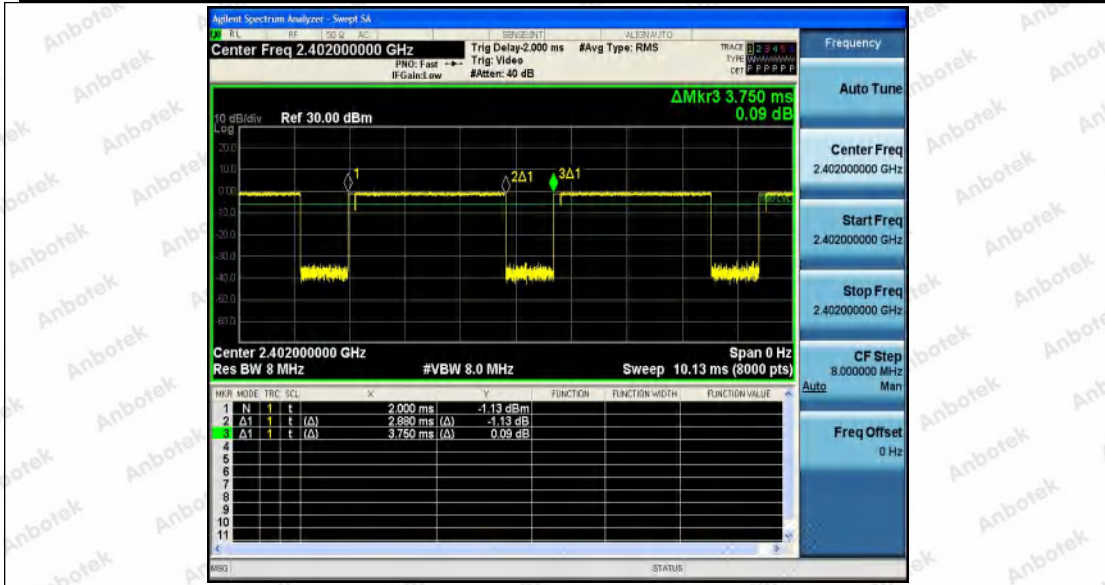 Agilent Spectrum Analyzer - Swept SA
RL RF 50 Ω AC SENSE:INT ALIGNAUTO
Center Freq 2.402000000 GHz
PNO: Fast
IFGain:Low
Trig Delay-2.000 ms
Trig: Video
#Atten: 40 dB
#Avg Type: RMS
TRACE 1 2 3 4 5 6
TYPE
DET P P P P P P
ΔMkr3 3.750 ms
0.09 dB
10 dB/div Ref 30.00 dBm
Log
20.0
10.0
0.00
-10.0
-20.0
-30.0
-40.0
-50.0
-60.0
1
2Δ1
3Δ1
Center 2.402000000 GHz Span 0 Hz
Res BW 8 MHz #VBW 8.0 MHz Sweep 10.13 ms (8000 pts)
MKR MODE TRC SCL X Y FUNCTION FUNCTION WIDTH FUNCTION VALUE
1 N 1 t 2.000 ms -1.13 dBm
2 Δ1 1 t (Δ) 2.880 ms (Δ) -1.13 dB
3 Δ1 1 t (Δ) 3.750 ms (Δ) 0.09 dB
4
5
6
7
8
9
10
11
MSG STATUS
Frequency
Auto Tune
Center Freq
2.402000000 GHz
Start Freq
2.402000000 GHz
Stop Freq
2.402000000 GHz
CF Step
8.000000 MHz
Auto Man
Freq Offset
0 Hz
Anbotek